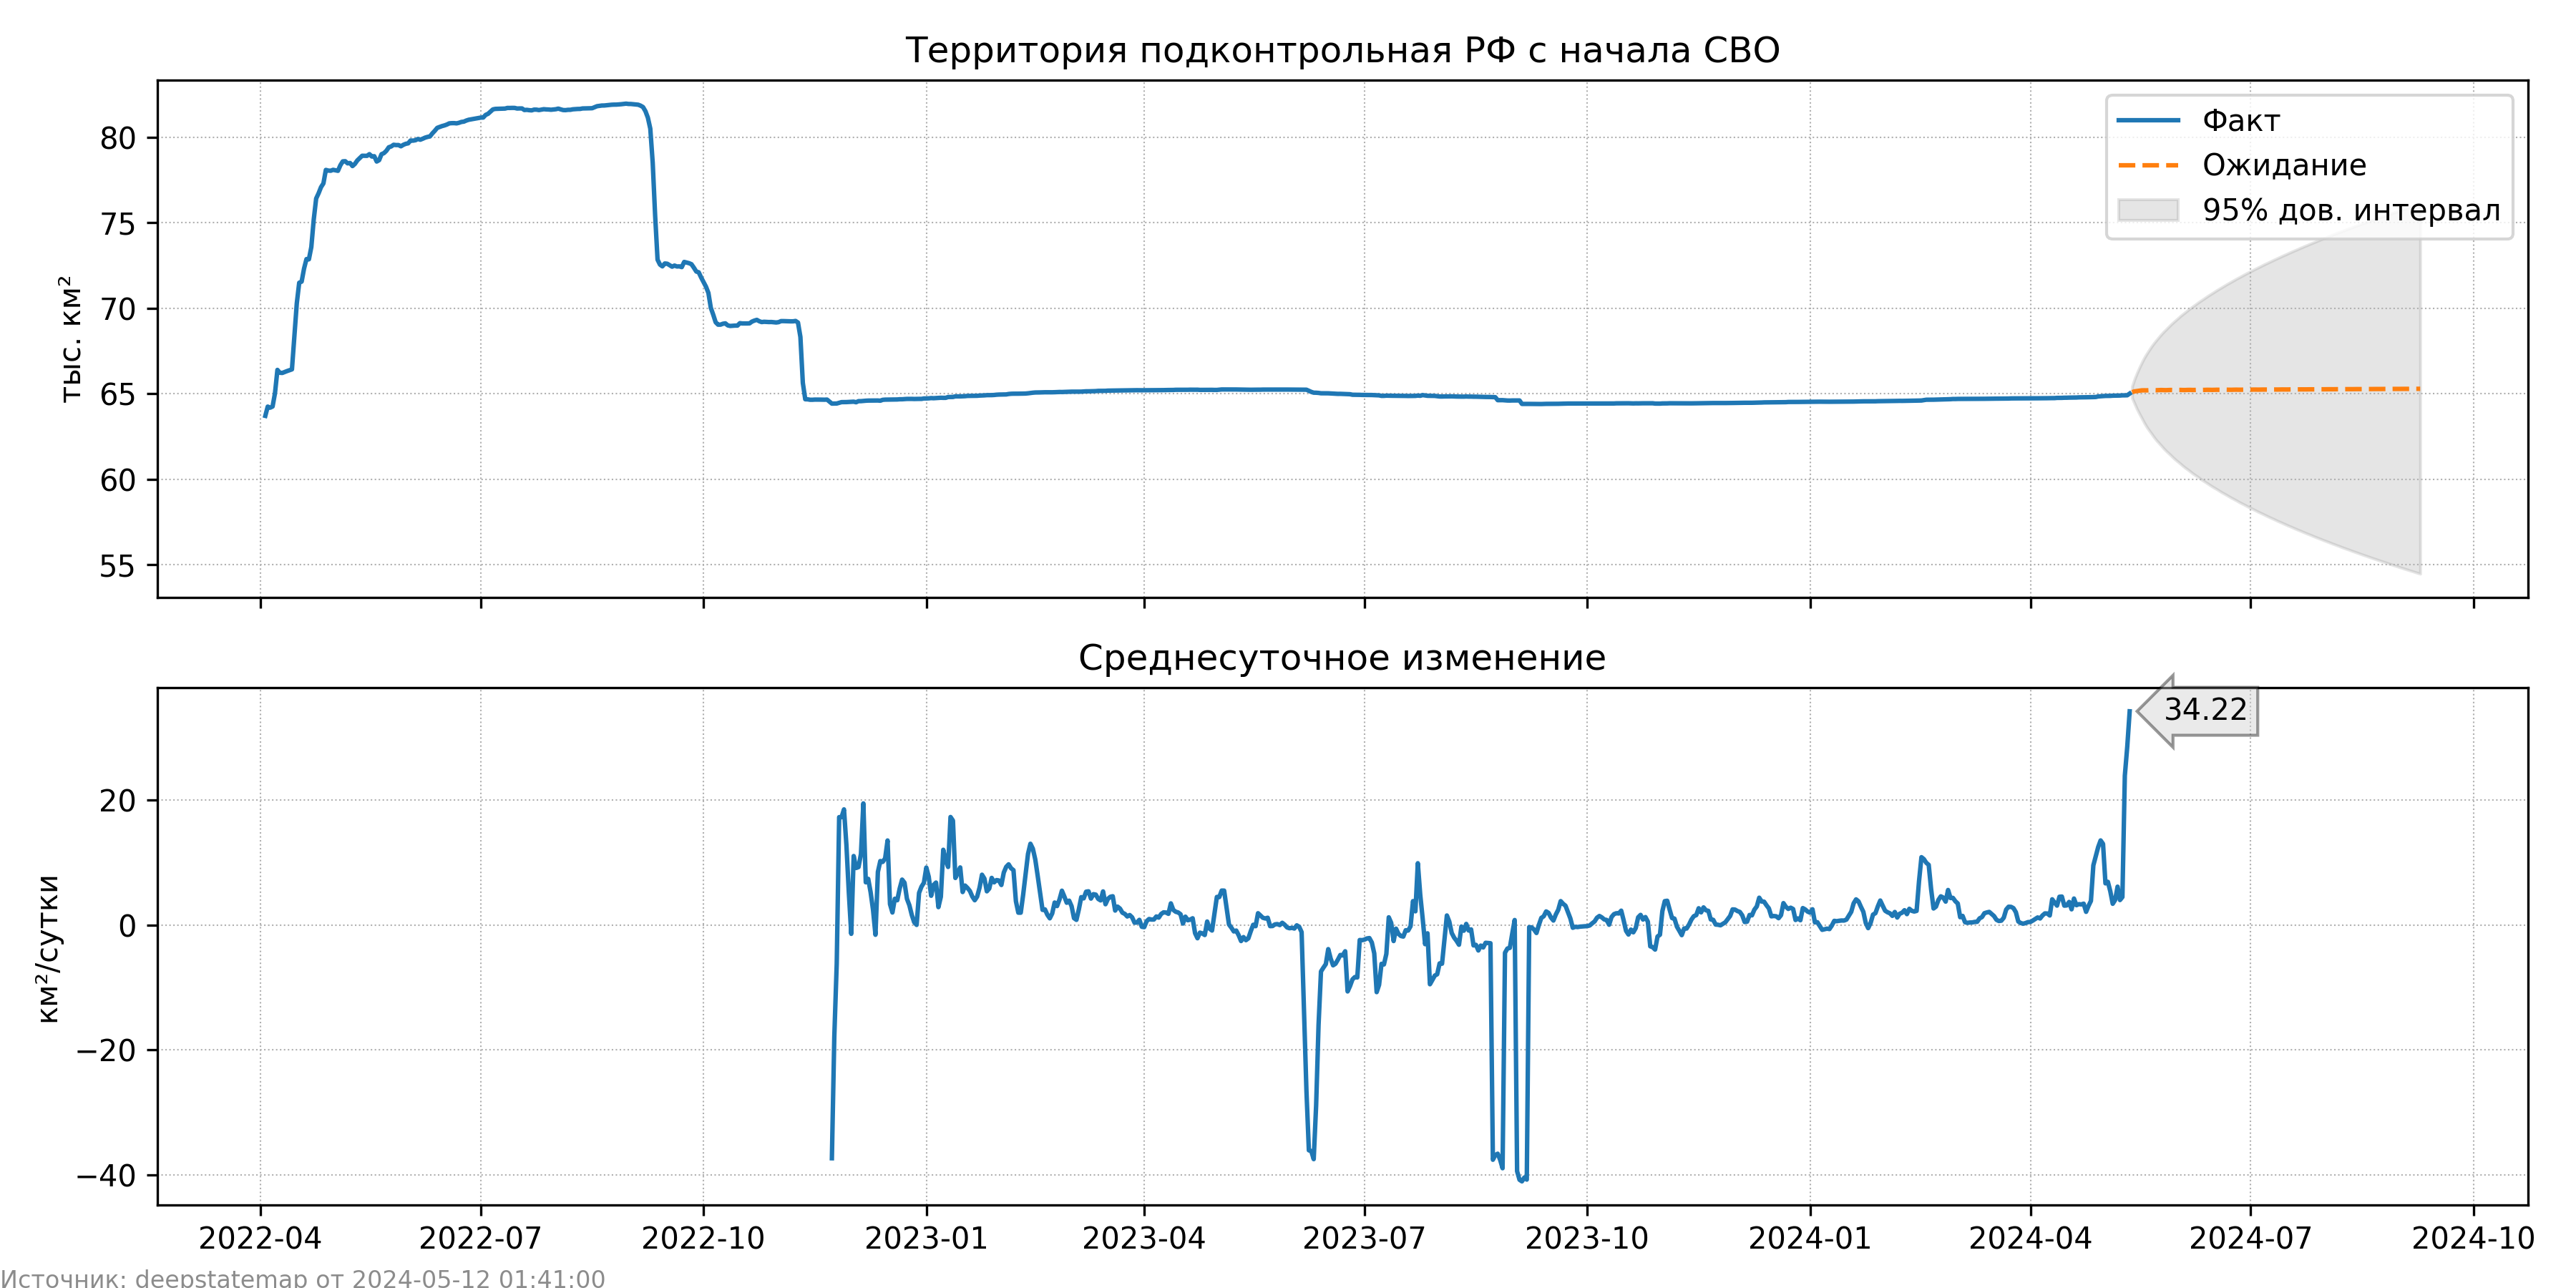 Территория подконтрольная РФ с начала СВО
80
75
70
65
60
55
тыс. км²
Факт
Ожидание
95% дов. интервал
Среднесуточное изменение
34.22
20
0
−20
−40
км²/сутки
2022-04 2022-07 2022-10 2023-01 2023-04 2023-07 2023-10 2024-01 2024-04 2024-07 2024-10
Источник: deepstatemap от 2024-05-12 01:41:00